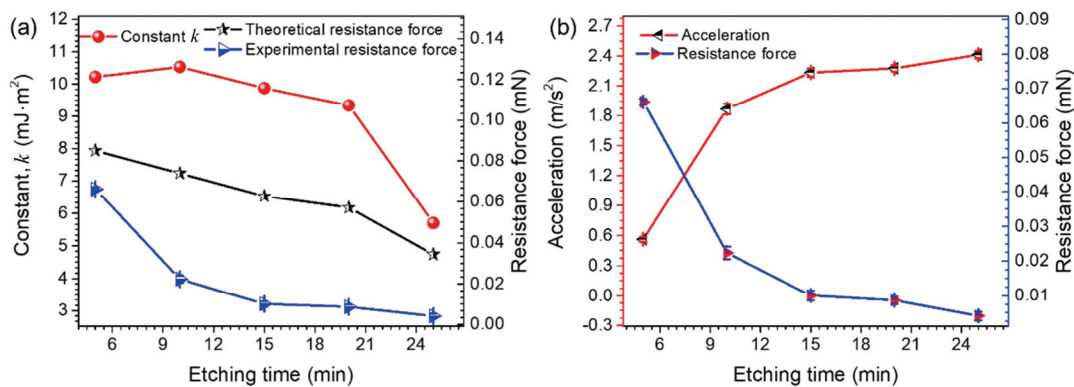 (a)
Constant k
Theoretical resistance force
Experimental resistance force
12
11
10
9
8
7
6
5
4
3
Constant, k (mJ·m²)
0.14
0.12
0.10
0.08
0.06
0.04
0.02
0.00
Resistance force (mN)
6 9 12 15 18 21 24
Etching time (min)
(b)
Acceleration
Resistance force
2.7
2.4
2.1
1.8
1.5
1.2
0.9
0.6
0.3
0.0
-0.3
Acceleration (m/s²)
0.09
0.08
0.07
0.06
0.05
0.04
0.03
0.02
0.01
Resistance force (mN)
6 9 12 15 18 21 24
Etching time (min)